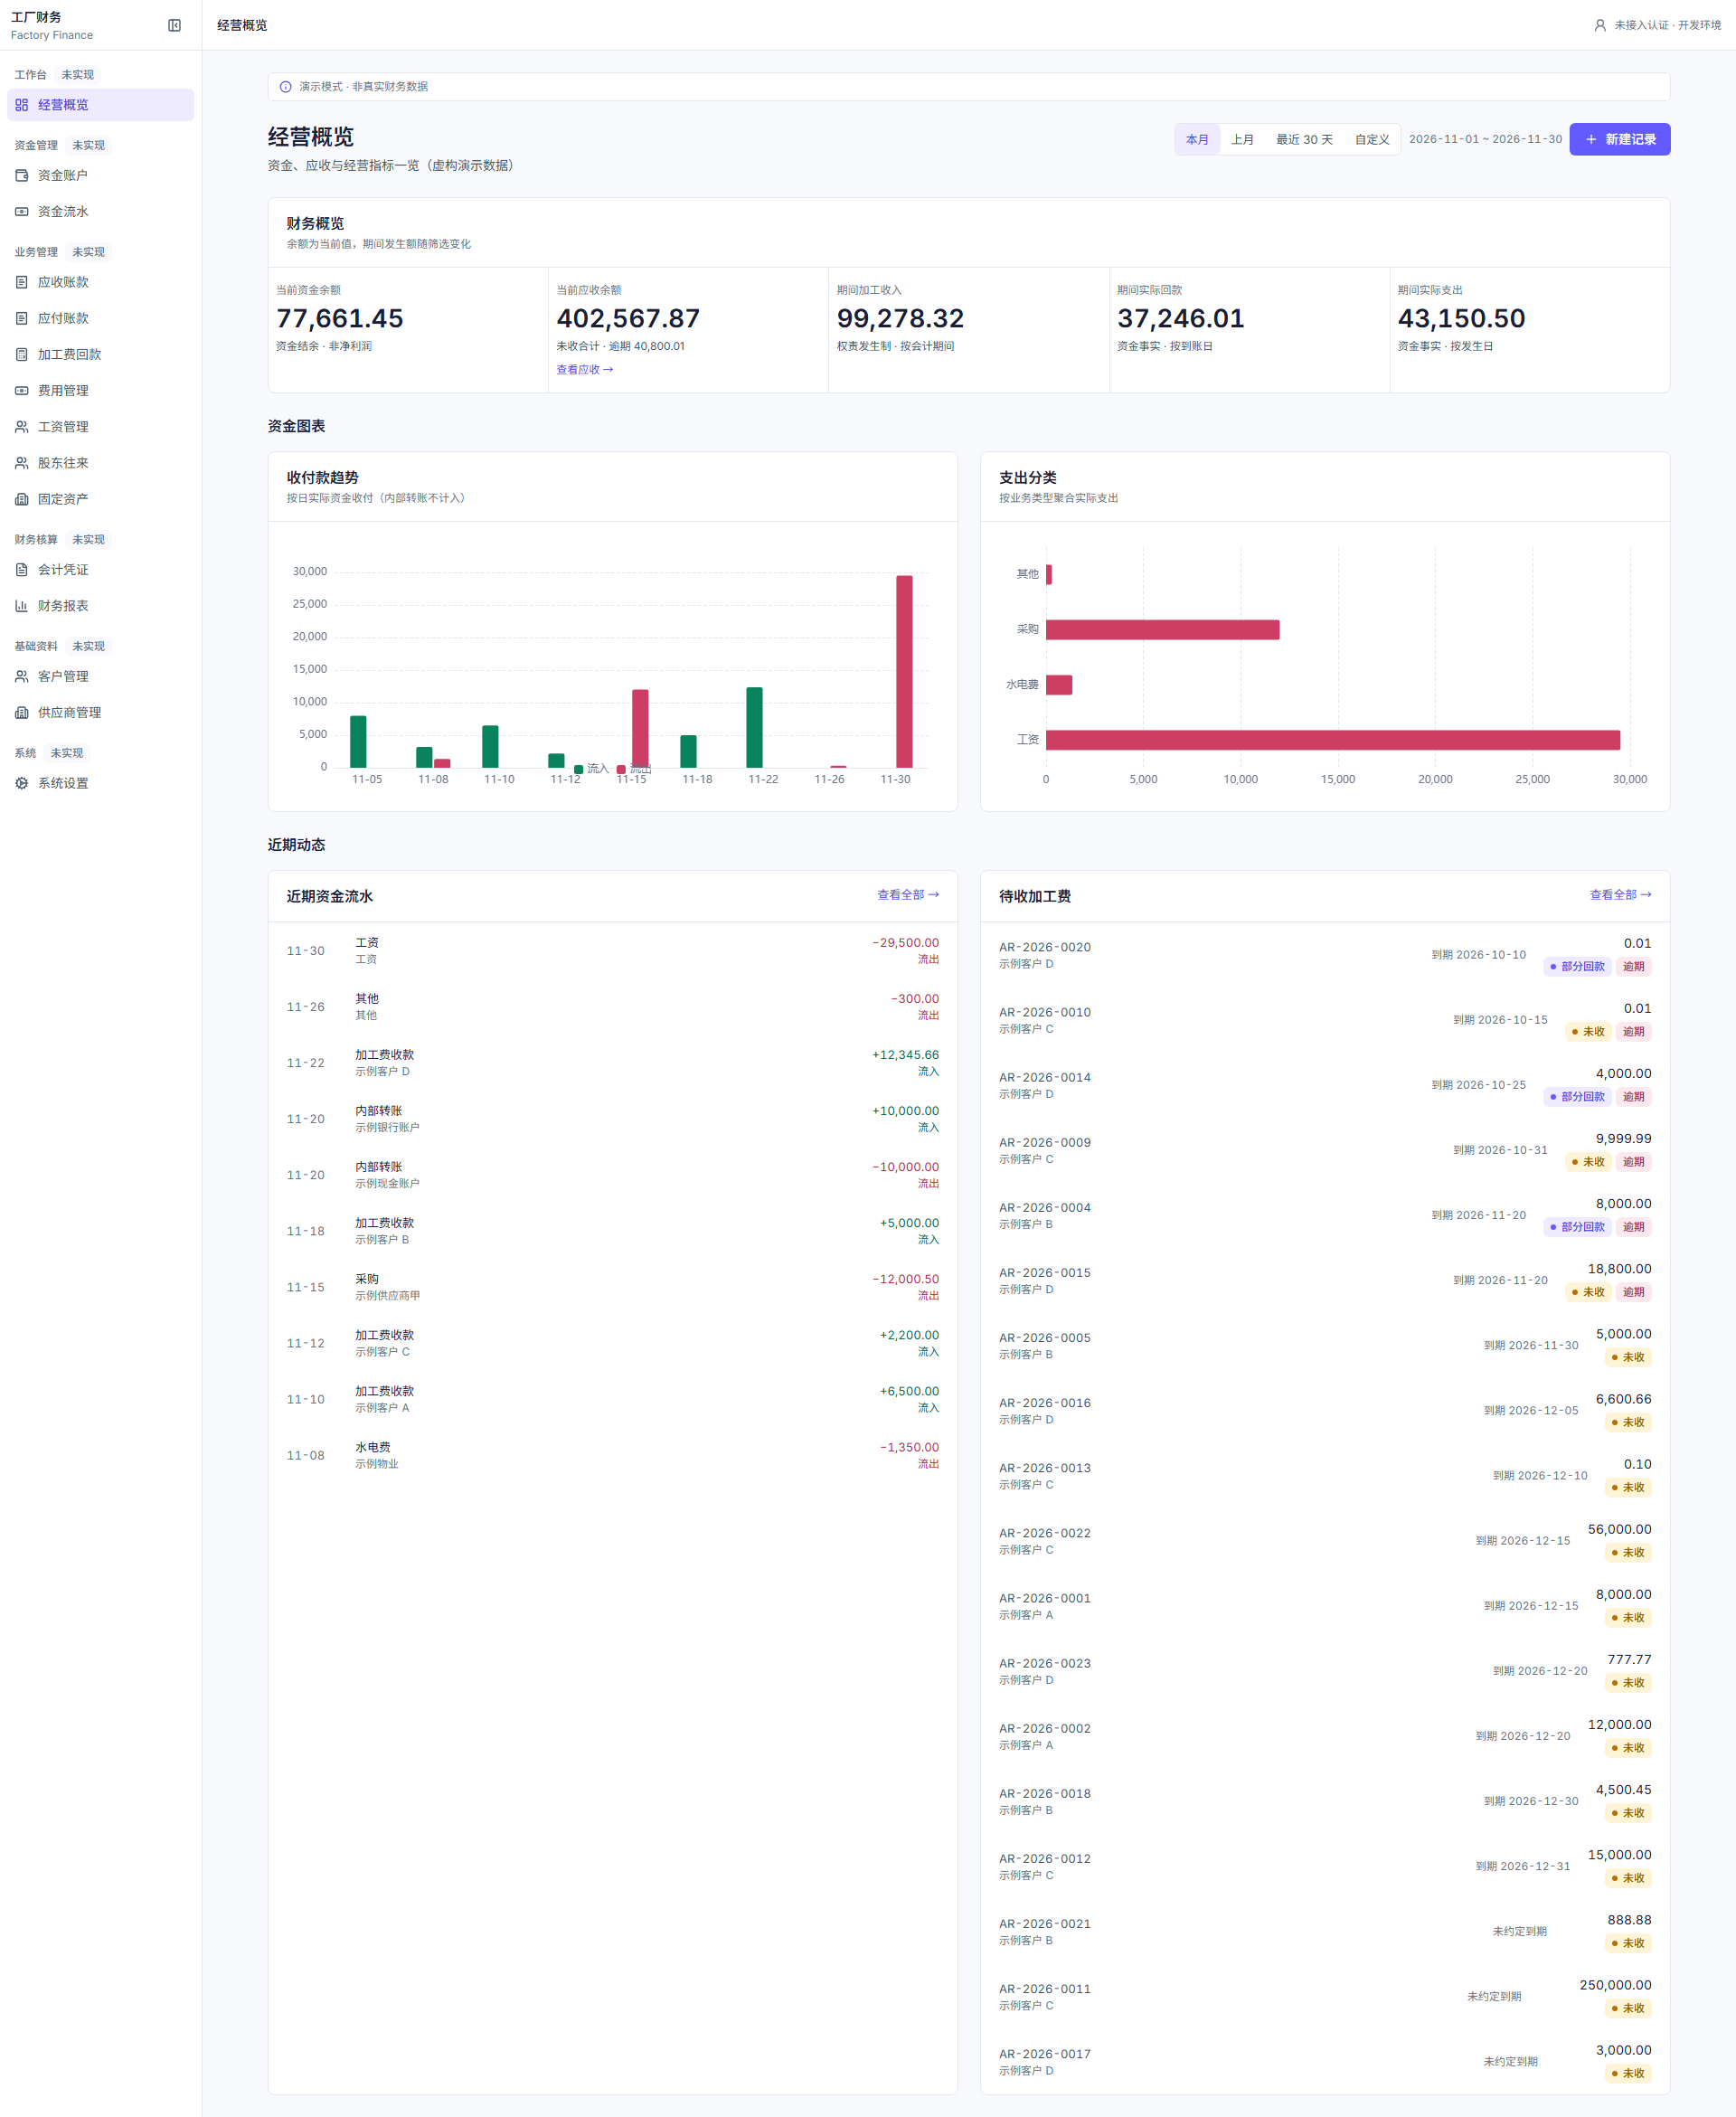 工厂财务
Factory Finance
经营概览
未接入认证 · 开发环境
工作台 未实现
经营概览
资金管理 未实现
资金账户
资金流水
业务管理 未实现
应收账款
应付账款
加工费回款
费用管理
工资管理
股东往来
固定资产
财务核算 未实现
会计凭证
财务报表
基础资料 未实现
客户管理
供应商管理
系统 未实现
系统设置
演示模式 · 非真实财务数据
经营概览
资金、应收与经营指标一览（虚构演示数据）
本月 上月 最近 30 天 自定义 2026-11-01 ~ 2026-11-30 + 新建记录
财务概览
余额为当前值，期间发生额随筛选变化
当前资金余额
77,661.45
资金结余 · 非净利润
当前应收余额
402,567.87
未收合计 · 逾期 40,800.01
查看应收 →
期间加工收入
99,278.32
权责发生制 · 按会计期间
期间实际回款
37,246.01
资金事实 · 按到账日
期间实际支出
43,150.50
资金事实 · 按发生日
资金图表
收付款趋势
按日实际资金收付（内部转账不计入）
30,000
25,000
20,000
15,000
10,000
5,000
0
流入 流出
11-05 11-08 11-10 11-12 11-15 11-18 11-22 11-26 11-30
支出分类
按业务类型聚合实际支出
其他
采购
水电费
工资
0 5,000 10,000 15,000 20,000 25,000 30,000
近期动态
近期资金流水 查看全部 →
11-30 工资 −29,500.00
工资 流出
11-26 其他 −300.00
其他 流出
11-22 加工费收款 +12,345.66
示例客户 D 流入
11-20 内部转账 +10,000.00
示例银行账户 流入
11-20 内部转账 −10,000.00
示例现金账户 流出
11-18 加工费收款 +5,000.00
示例客户 B 流入
11-15 采购 −12,000.50
示例供应商甲 流出
11-12 加工费收款 +2,200.00
示例客户 C 流入
11-10 加工费收款 +6,500.00
示例客户 A 流入
11-08 水电费 −1,350.00
示例物业 流出
待收加工费 查看全部 →
AR-2026-0020 到期 2026-10-10 0.01
示例客户 D 部分回款 逾期
AR-2026-0010 到期 2026-10-15 0.01
示例客户 C 未收 逾期
AR-2026-0014 到期 2026-10-25 4,000.00
示例客户 D 部分回款 逾期
AR-2026-0009 到期 2026-10-31 9,999.99
示例客户 C 未收 逾期
AR-2026-0004 到期 2026-11-20 8,000.00
示例客户 B 部分回款 逾期
AR-2026-0015 到期 2026-11-20 18,800.00
示例客户 D 未收 逾期
AR-2026-0005 到期 2026-11-30 5,000.00
示例客户 B 未收
AR-2026-0016 到期 2026-12-05 6,600.66
示例客户 D 未收
AR-2026-0013 到期 2026-12-10 0.10
示例客户 C 未收
AR-2026-0022 到期 2026-12-15 56,000.00
示例客户 C 未收
AR-2026-0001 到期 2026-12-15 8,000.00
示例客户 A 未收
AR-2026-0023 到期 2026-12-20 777.77
示例客户 D 未收
AR-2026-0002 到期 2026-12-20 12,000.00
示例客户 A 未收
AR-2026-0018 到期 2026-12-30 4,500.45
示例客户 B 未收
AR-2026-0012 到期 2026-12-31 15,000.00
示例客户 C 未收
AR-2026-0021 未约定到期 888.88
示例客户 B 未收
AR-2026-0011 未约定到期 250,000.00
示例客户 C 未收
AR-2026-0017 未约定到期 3,000.00
示例客户 D 未收